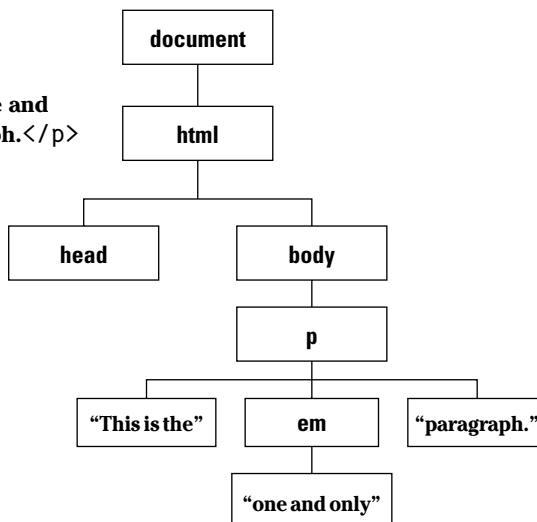 document
e and
ph.</p>
html
head body
p
“This is the” em “paragraph.”
“one and only”